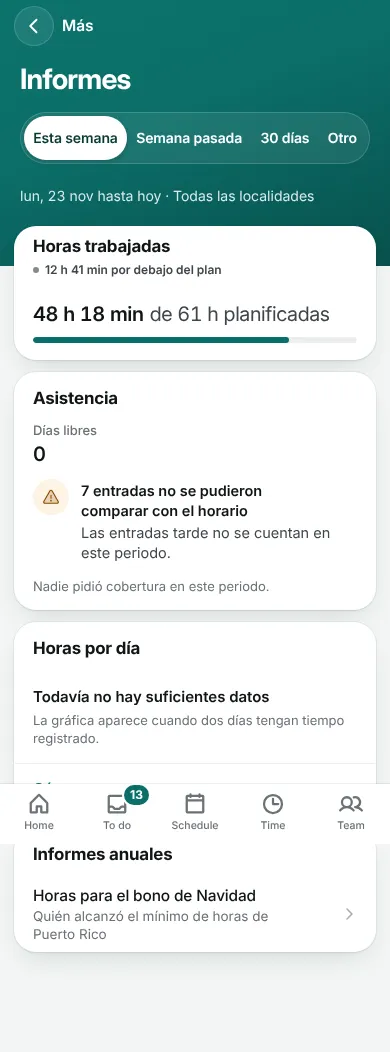 Más
Informes
Esta semana
Semana pasada
30 días
Otro
lun, 23 nov hasta hoy · Todas las localidades
Horas trabajadas
12 h 41 min por debajo del plan
48 h 18 min de 61 h planificadas
Asistencia
Días libres
0
7 entradas no se pudieron
comparar con el horario
Las entradas tarde no se cuentan en
este periodo.
Nadie pidió cobertura en este periodo.
Horas por día
Todavía no hay suficientes datos
La gráfica aparece cuando dos días tengan tiempo
registrado.
13
Home
To do
Schedule
Time
Team
Informes anuales
Horas para el bono de Navidad
Quién alcanzó el mínimo de horas de
Puerto Rico